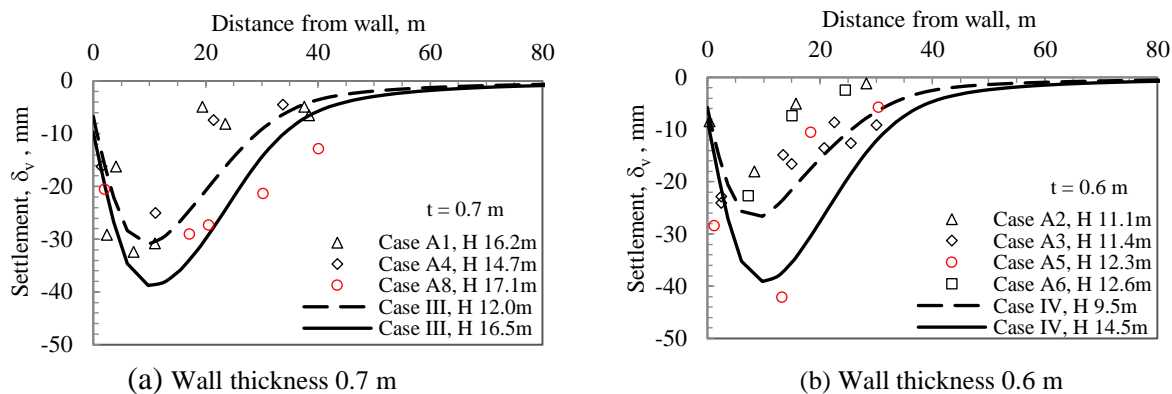 Distance from wall, m
0 20 40 60 80
0
-10
-20
-30
-40
-50
Settlement, δv , mm
t = 0.7 m
Case A1, H 16.2m
Case A4, H 14.7m
Case A8, H 17.1m
Case III, H 12.0m
Case III, H 16.5m
(a) Wall thickness 0.7 m
Distance from wall, m
0 20 40 60 80
0
-10
-20
-30
-40
-50
Settlement, δv , mm
t = 0.6 m
Case A2, H 11.1m
Case A3, H 11.4m
Case A5, H 12.3m
Case A6, H 12.6m
Case IV, H 9.5m
Case IV, H 14.5m
(b) Wall thickness 0.6 m